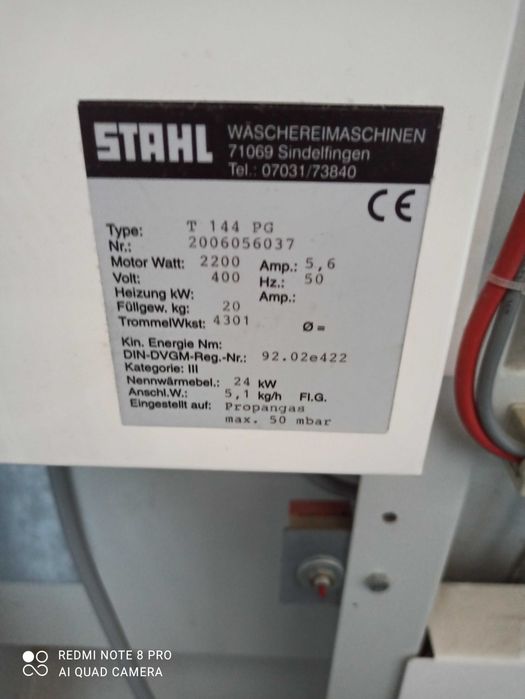 STAHL WÄSCHEREIMASCHINEN
71069 Sindelfingen
Tel.: 07031/73840
CE
Type: T 144 PG
Nr.: 2006056037
Motor Watt: 2200 Amp.: 5,6
Volt: 400 Hz.: 50
Heizung kW: Amp.:
Füllgew. kg: 20
TrommelWkst: 4301 Ø =
Kin. Energie Nm:
DIN-DVGM-Reg.-Nr.: 92.02e422
Kategorie: III
Nennwärmebel.: 24 kW
Anschl.W.: 5,1 kg/h Fl.G.
Eingestellt auf: Propangas
max. 50 mbar
REDMI NOTE 8 PRO
AI QUAD CAMERA